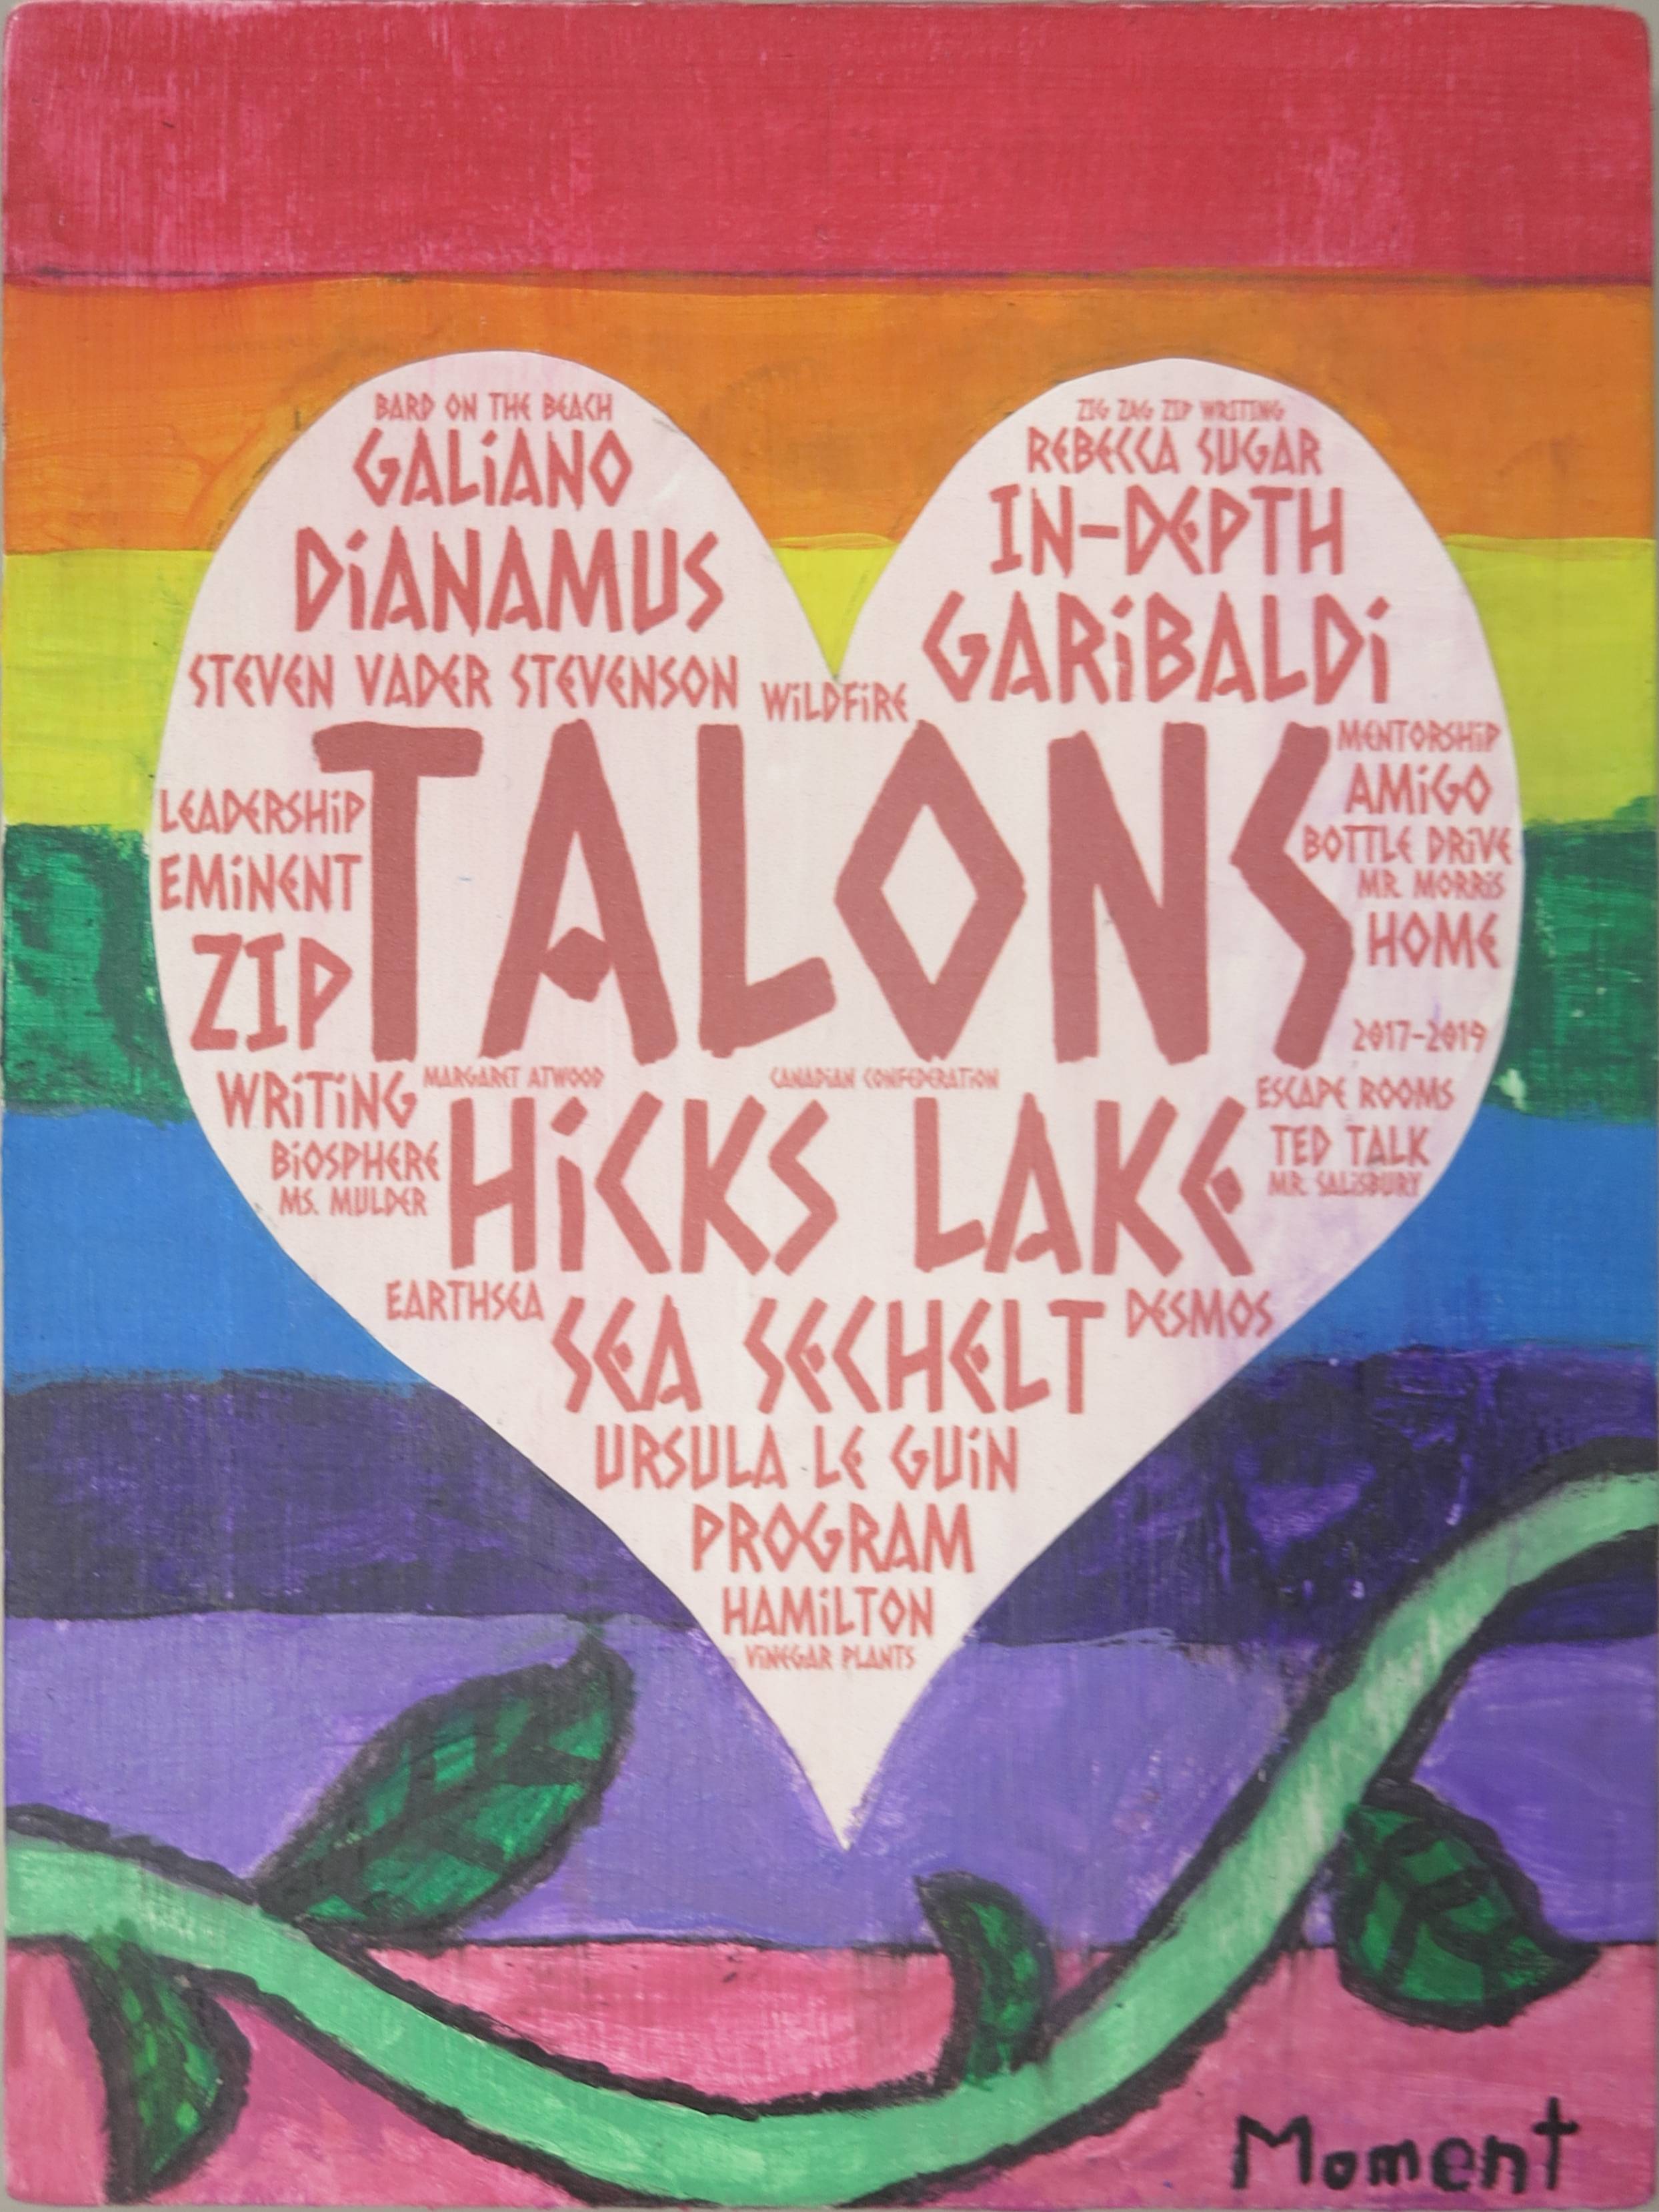 BARD ON THE BEACH
GALiANO
DiANAMUS
STEVEN VADER STEVENSON
WiLDFiRE
ZIG ZAG ZIP WRITING
REBECCA SUGAR
IN-DEPTH
GARiBALDi
TALONS
LEADERSHiP
EMiNENT
ZIP
WRiTiNG
BiOSPHERE
MS. MULDER
MENTORSHiP
AMiGO
BOTTLE DRiVE
MR. MORRiS
HOME
2017-2019
ESCAPE ROOMS
TED TALK
MR. SALiSBURY
MARGARET ATWOOD
CANADIAN CONFEDERATION
HiCKS LAKE
EARTHSEA
SEA SECHELT
DESMOS
URSULA LE GUiN
PROGRAM
HAMiLTON
ViNEGAR PLANTS
Moment